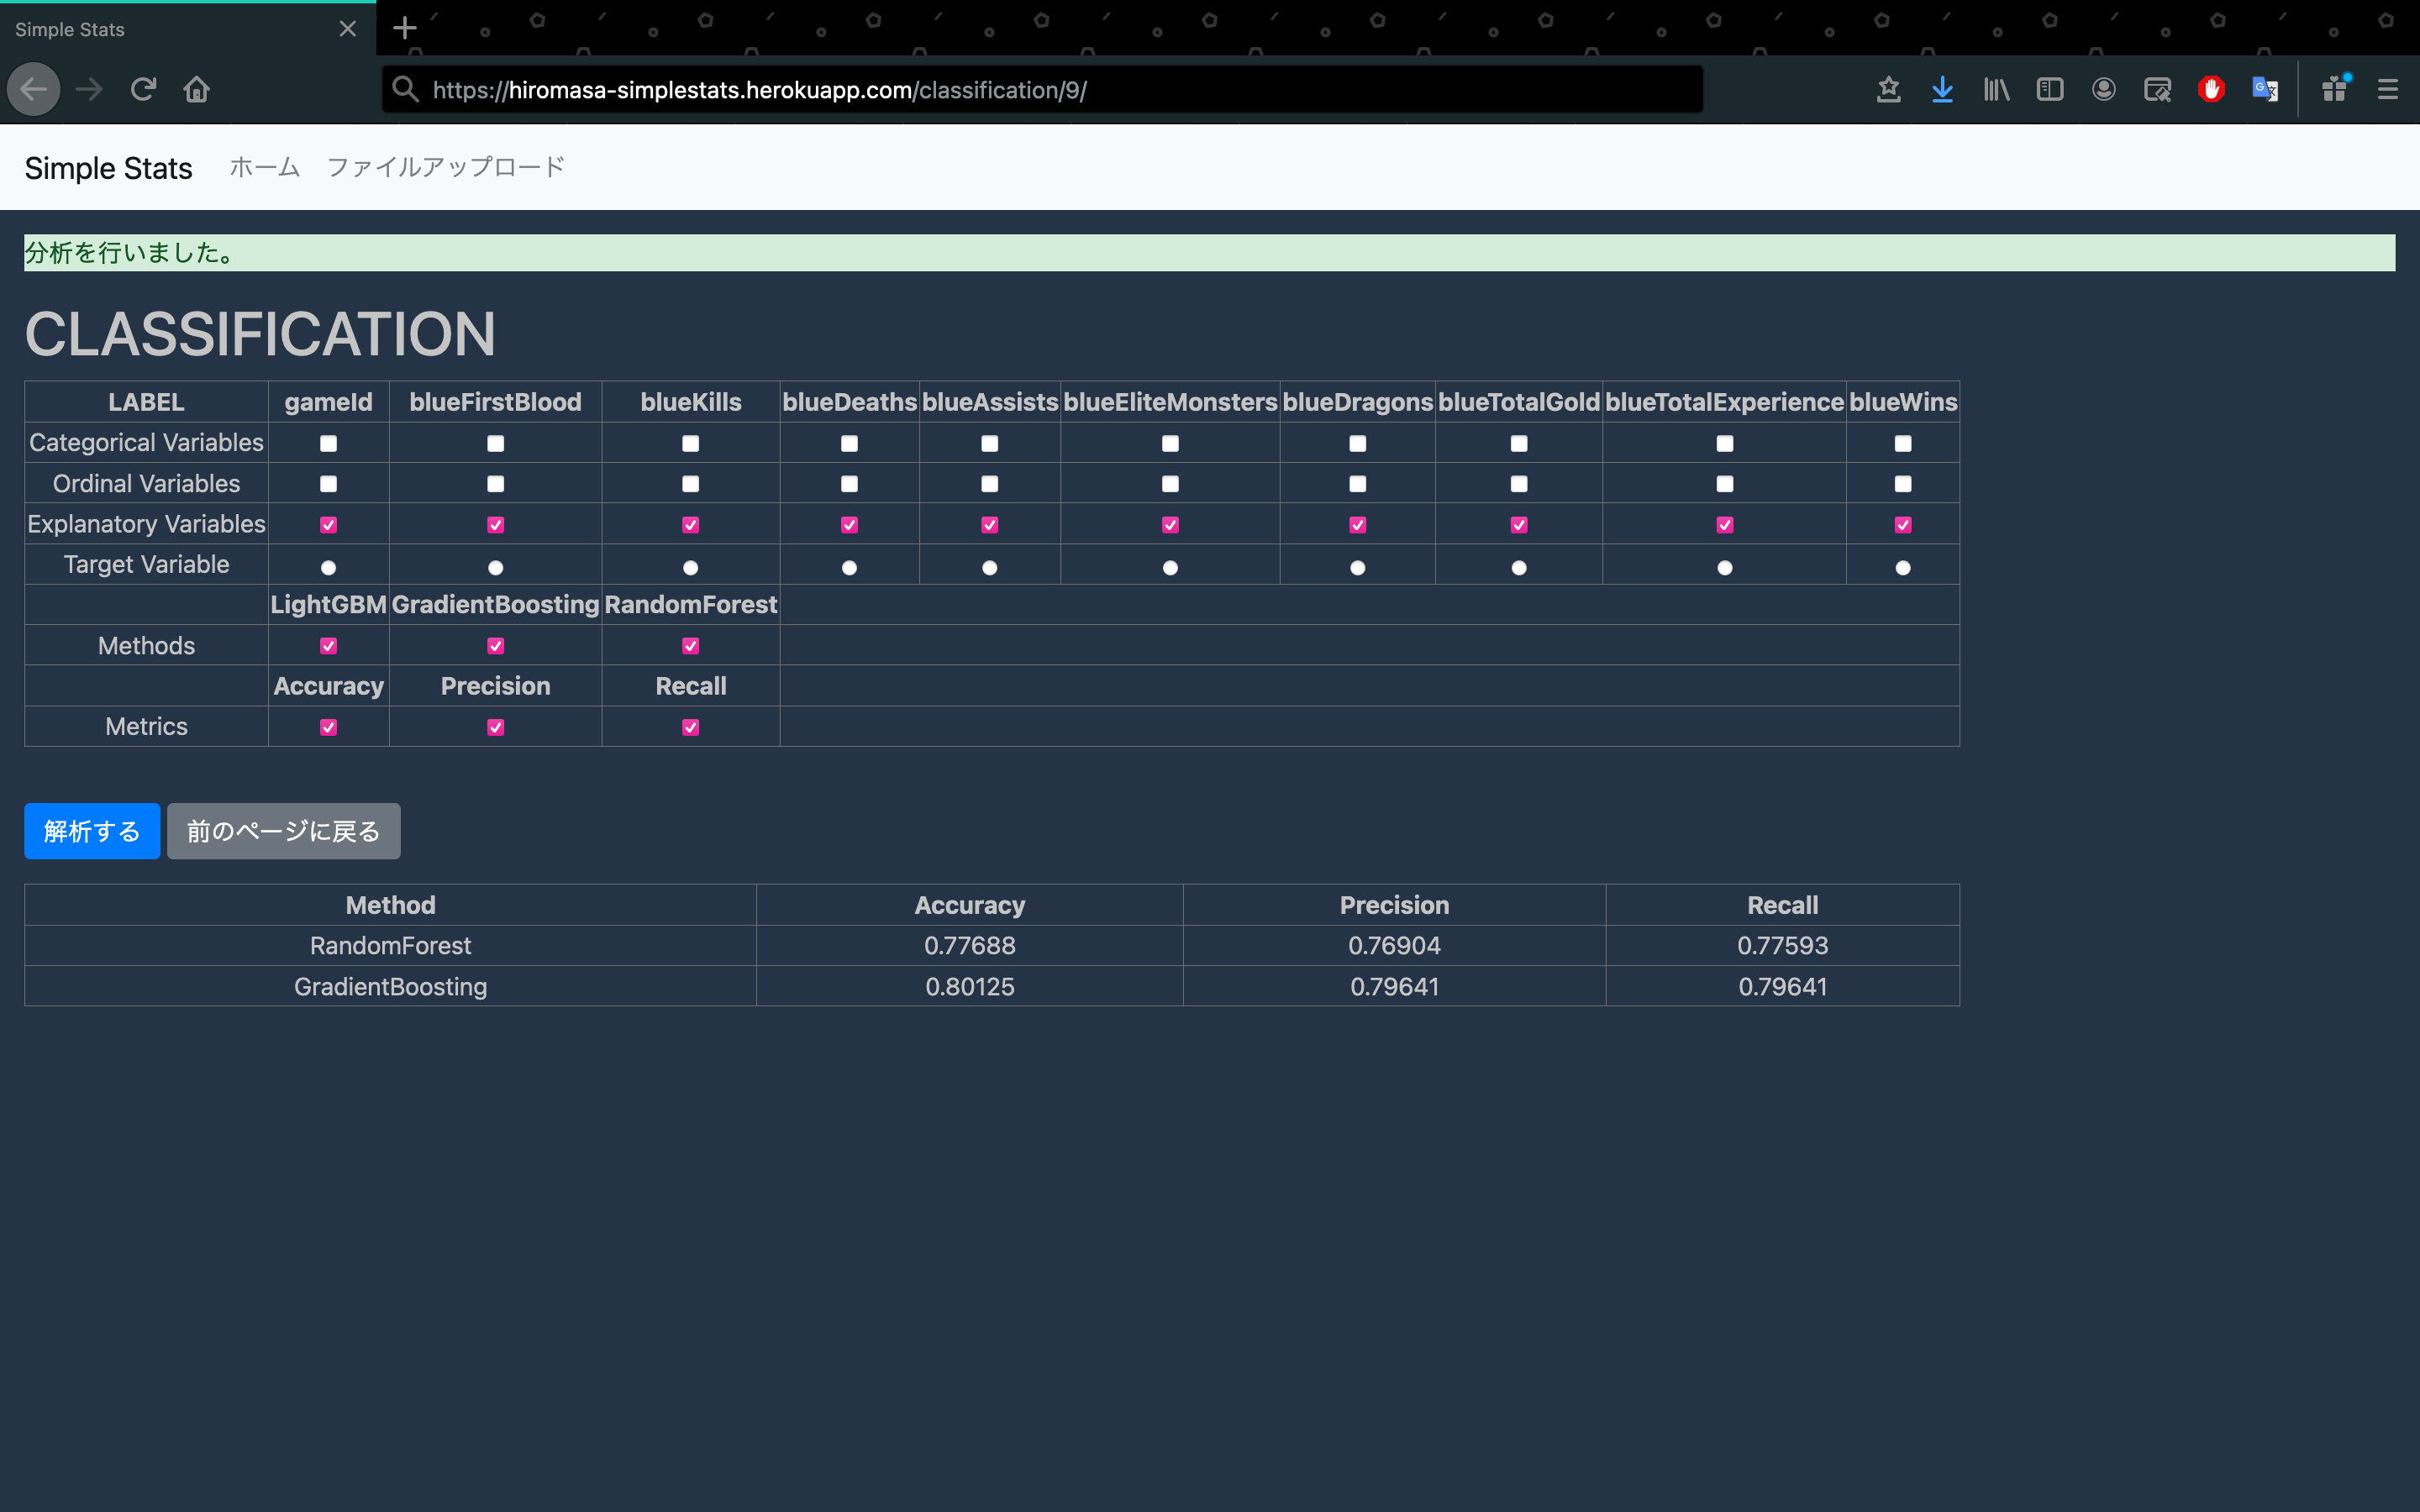 Simple Stats
https://hiromasa-simplestats.herokuapp.com/classification/9/
Simple Stats ホーム ファイルアップロード
分析を行いました。
CLASSIFICATION
LABEL gameId blueFirstBlood blueKills blueDeaths blueAssists blueEliteMonsters blueDragons blueTotalGold blueTotalExperience blueWins
Categorical Variables
Ordinal Variables
Explanatory Variables
Target Variable
LightGBM GradientBoosting RandomForest
Methods
Accuracy Precision Recall
Metrics
解析する 前のページに戻る
Method Accuracy Precision Recall
RandomForest 0.77688 0.76904 0.77593
GradientBoosting 0.80125 0.79641 0.79641